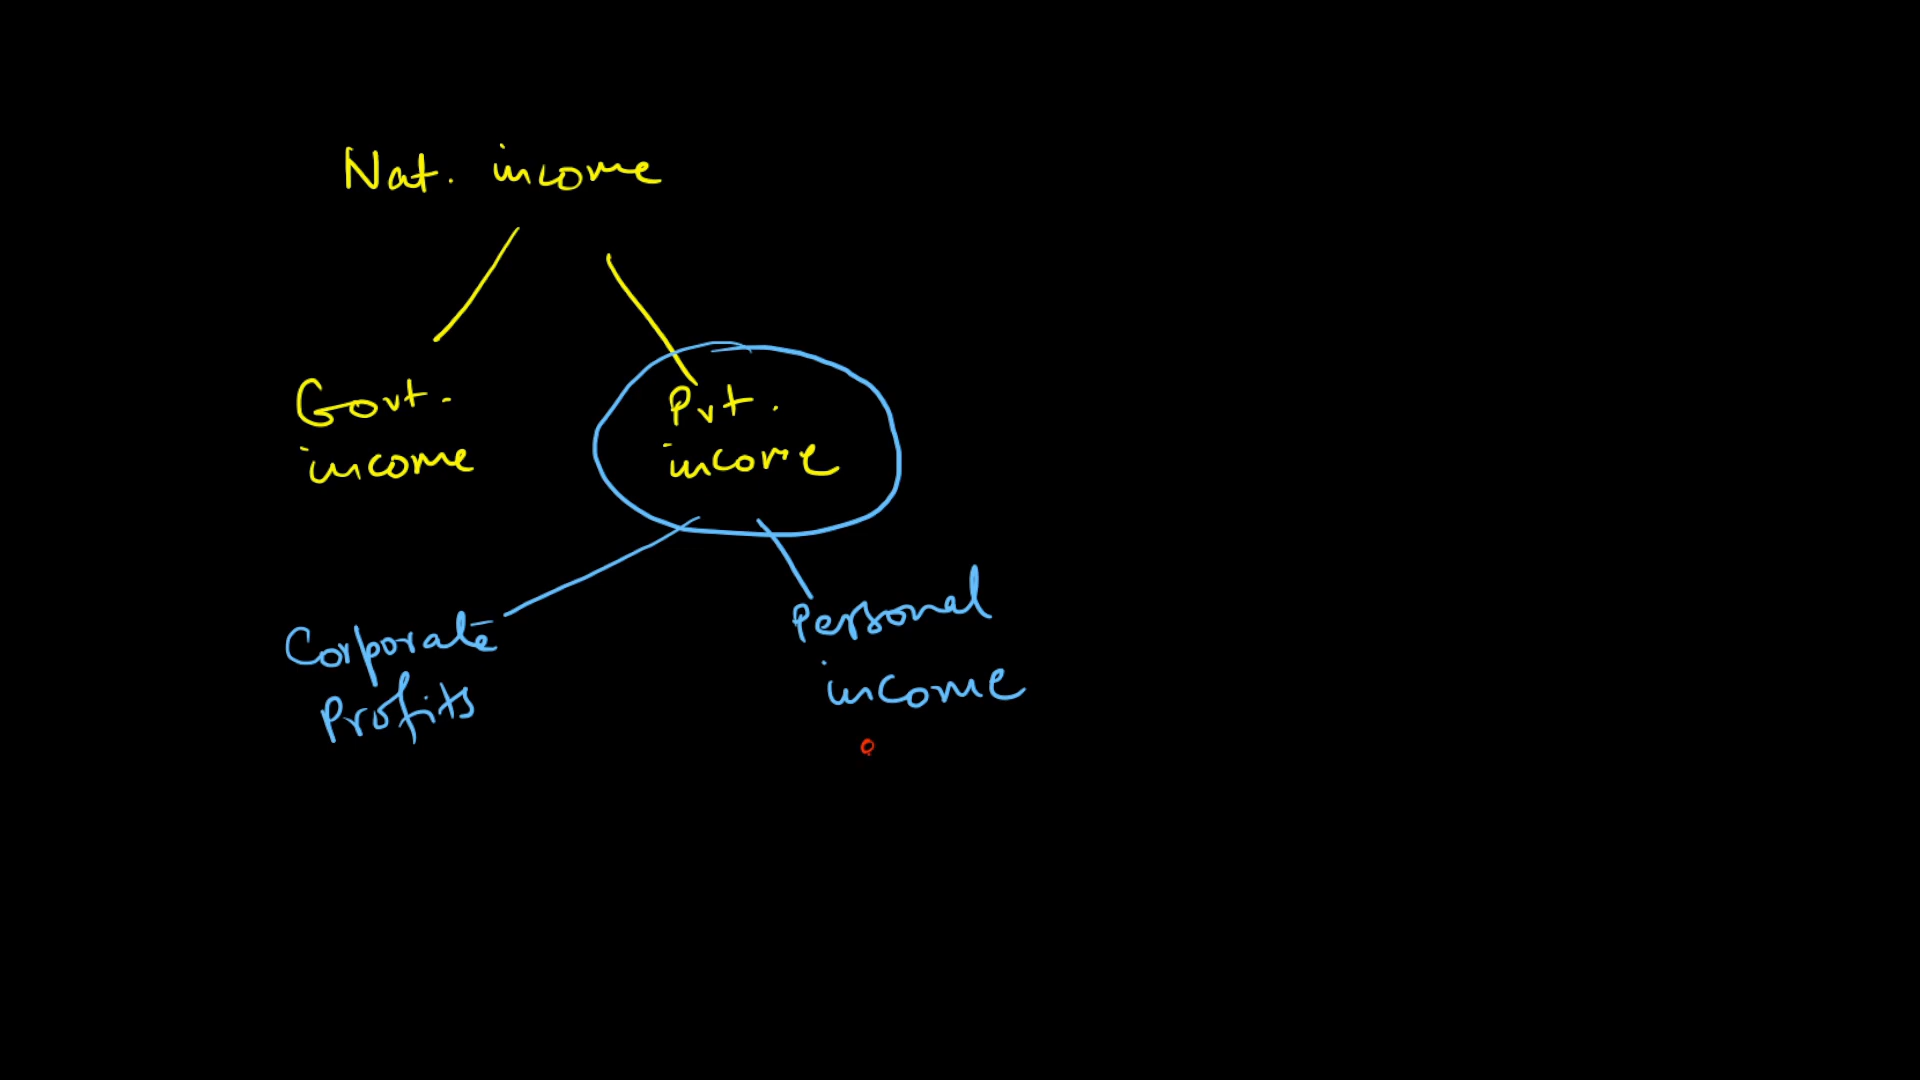 Nat. income
Govt.
income
Pvt.
income
Corporate
Profits
Personal
income